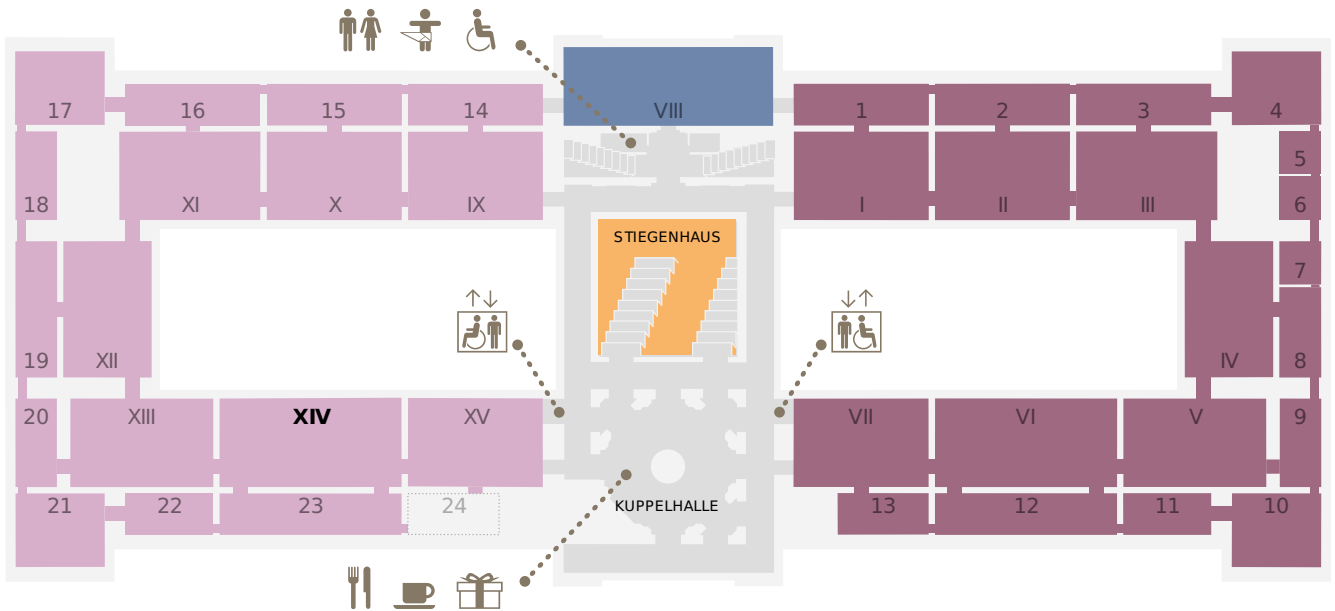 17 16 15 14 VIII 1 2 3 4
5
18 XI X IX I II III 6
STIEGENHAUS
7
19 XII IV 8
20 XIII XIV XV VII VI V 9
21 22 23 24 KUPPELHALLE 13 12 11 10